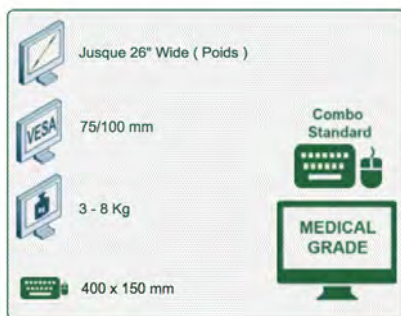 Jusque 26" Wide ( Poids )
VESA
75/100 mm
3 - 8 Kg
400 x 150 mm
Combo
Standard
MEDICAL
GRADE